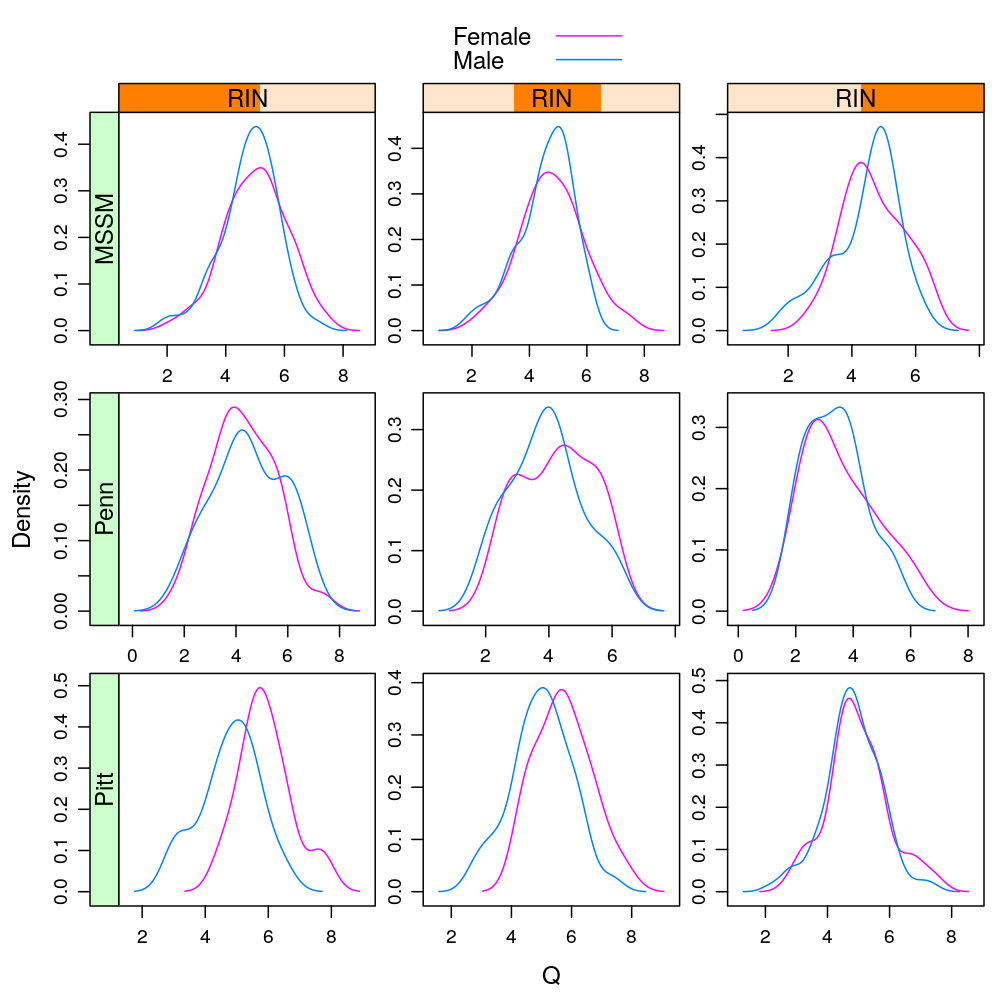 Female
Male
RIN RIN RIN
MSSM
0.0 0.1 0.2 0.3 0.4
2 4 6 8
0.0 0.1 0.2 0.3 0.4
2 4 6 8
0.0 0.1 0.2 0.3 0.4
2 4 6
Density
Penn
0.00 0.10 0.20 0.30
0 2 4 6 8
0.0 0.1 0.2 0.3
2 4 6
0.0 0.1 0.2 0.3
0 2 4 6 8
Pitt
0.0 0.1 0.2 0.3 0.4 0.5
2 4 6 8
0.0 0.1 0.2 0.3 0.4
2 4 6 8
0.0 0.1 0.2 0.3 0.4 0.5
2 4 6 8
Q